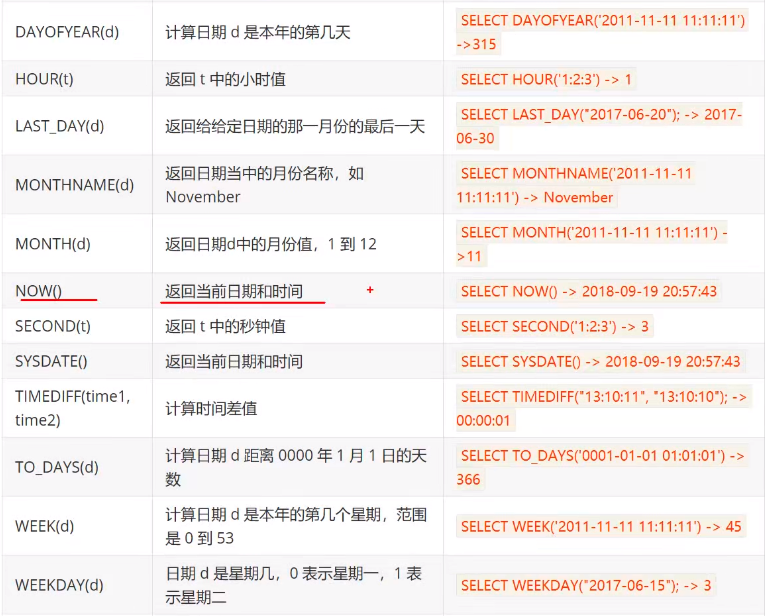 DAYOFYEAR(d)
计算日期 d 是本年的第几天
SELECT DAYOFYEAR('2011-11-11 11:11:11')
->315
HOUR(t)
返回 t 中的小时值
SELECT HOUR('1:2:3') -> 1
LAST_DAY(d)
返回给给定日期的那一月份的最后一天
SELECT LAST_DAY("2017-06-20"); -> 2017-
06-30
MONTHNAME(d)
返回日期当中的月份名称，如
November
SELECT MONTHNAME('2011-11-11
11:11:11') -> November
MONTH(d)
返回日期d中的月份值，1 到 12
SELECT MONTH('2011-11-11 11:11:11') -
>11
NOW()
返回当前日期和时间
SELECT NOW() -> 2018-09-19 20:57:43
SECOND(t)
返回 t 中的秒钟值
SELECT SECOND('1:2:3') -> 3
SYSDATE()
返回当前日期和时间
SELECT SYSDATE() -> 2018-09-19 20:57:43
TIMEDIFF(time1,
time2)
计算时间差值
SELECT TIMEDIFF("13:10:11", "13:10:10"); ->
00:00:01
TO_DAYS(d)
计算日期 d 距离 0000 年 1 月 1 日的天
数
SELECT TO_DAYS('0001-01-01 01:01:01') ->
366
WEEK(d)
计算日期 d 是本年的第几个星期，范围
是 0 到 53
SELECT WEEK('2011-11-11 11:11:11') -> 45
WEEKDAY(d)
日期 d 是星期几，0 表示星期一，1 表
示星期二
SELECT WEEKDAY("2017-06-15"); -> 3